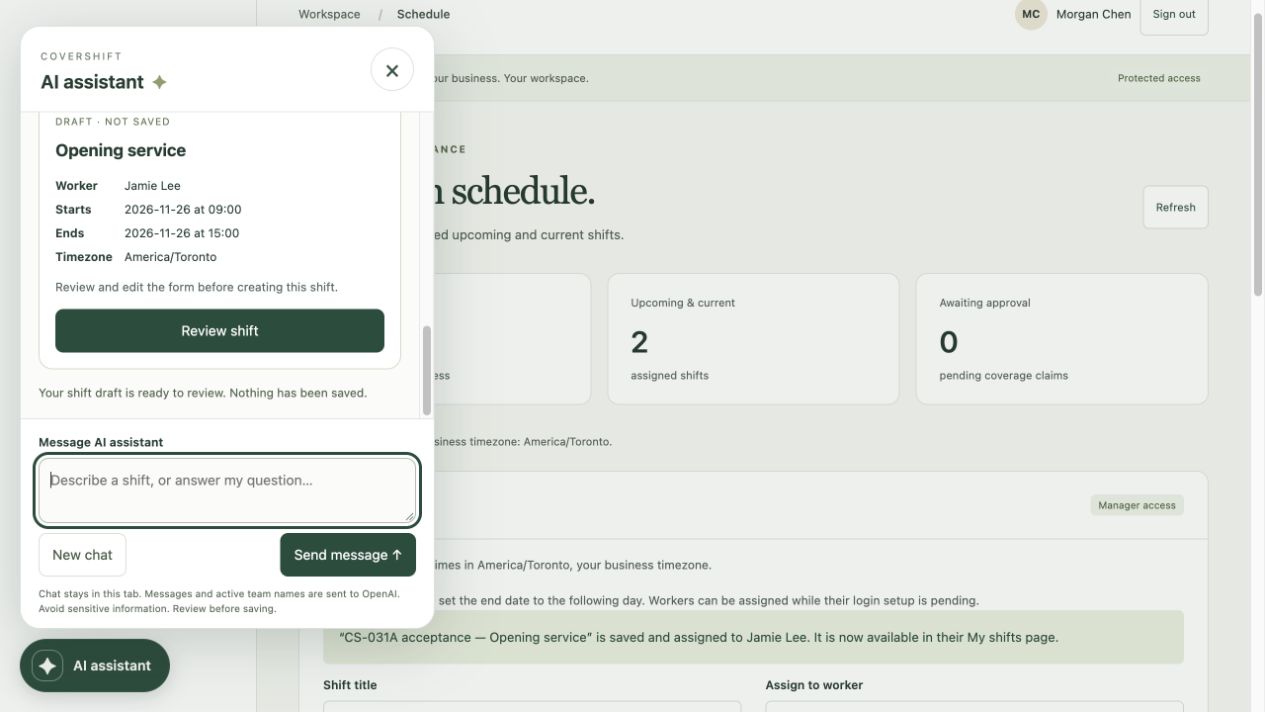 Workspace / Schedule
MC Morgan Chen
Sign out
COVERSHIFT
AI assistant
our business. Your workspace.
Protected access
DRAFT · NOT SAVED
Opening service
Worker Jamie Lee
Starts 2026-11-26 at 09:00
Ends 2026-11-26 at 15:00
Timezone America/Toronto
Review and edit the form before creating this shift.
Review shift
Your shift draft is ready to review. Nothing has been saved.
Message AI assistant
Describe a shift, or answer my question...
New chat
Send message ↑
Chat stays in this tab. Messages and active team names are sent to OpenAI.
Avoid sensitive information. Review before saving.
AI assistant
ANCE
schedule.
ed upcoming and current shifts.
Refresh
ess
Upcoming & current
2
assigned shifts
Awaiting approval
0
pending coverage claims
siness timezone: America/Toronto.
Manager access
imes in America/Toronto, your business timezone.
set the end date to the following day. Workers can be assigned while their login setup is pending.
“CS-031A acceptance — Opening service” is saved and assigned to Jamie Lee. It is now available in their My shifts page.
Shift title
Assign to worker